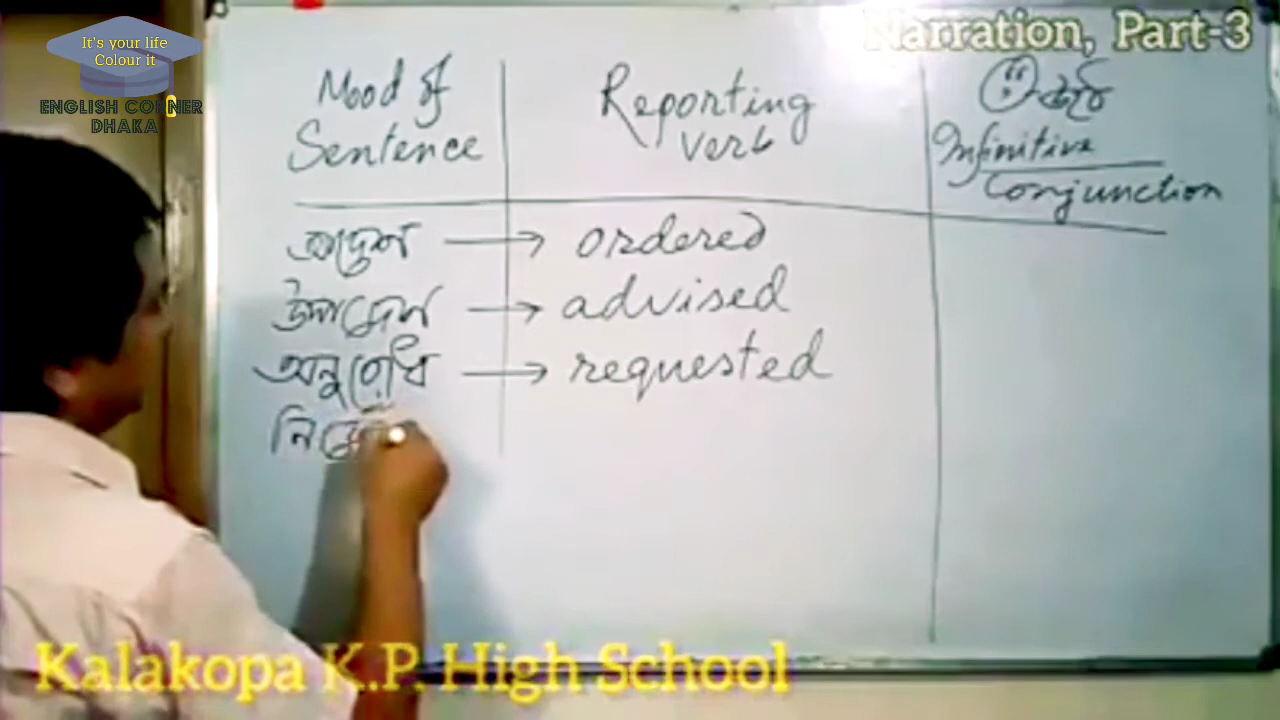 It's your life
Colour it
ENGLISH CORNER
DHAKA
Narration, Part-3
Mood of
Sentence
Reporting
verb
Infinitive
Conjunction
আদেশ → ordered
উপদেশ → advised
অনুরোধ → requested
Kalakopa K.P. High School